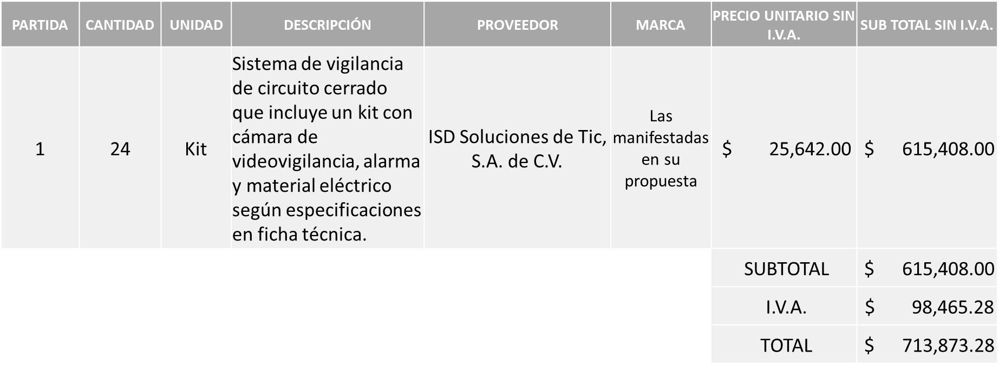 PARTIDA CANTIDAD UNIDAD DESCRIPCIÓN PROVEEDOR MARCA PRECIO UNITARIO SIN I.V.A. SUB TOTAL SIN I.V.A.
1 24 Kit
Sistema de vigilancia
de circuito cerrado
que incluye un kit con
cámara de
videovigilancia, alarma
y material eléctrico
según especificaciones
en ficha técnica.
ISD Soluciones de Tic,
S.A. de C.V.
Las
manifestadas
en su
propuesta
$ 25,642.00 $ 615,408.00
SUBTOTAL $ 615,408.00
I.V.A. $ 98,465.28
TOTAL $ 713,873.28